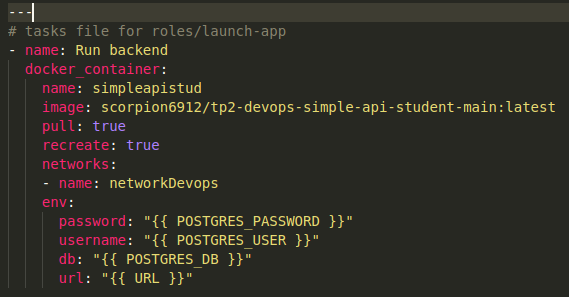 ---
# tasks file for roles/launch-app
- name: Run backend
  docker_container:
    name: simpleapistud
    image: scorpion6912/tp2-devops-simple-api-student-main:latest
    pull: true
    recreate: true
    networks:
    - name: networkDevops
    env:
      password: "{{ POSTGRES_PASSWORD }}"
      username: "{{ POSTGRES_USER }}"
      db: "{{ POSTGRES_DB }}"
      url: "{{ URL }}"